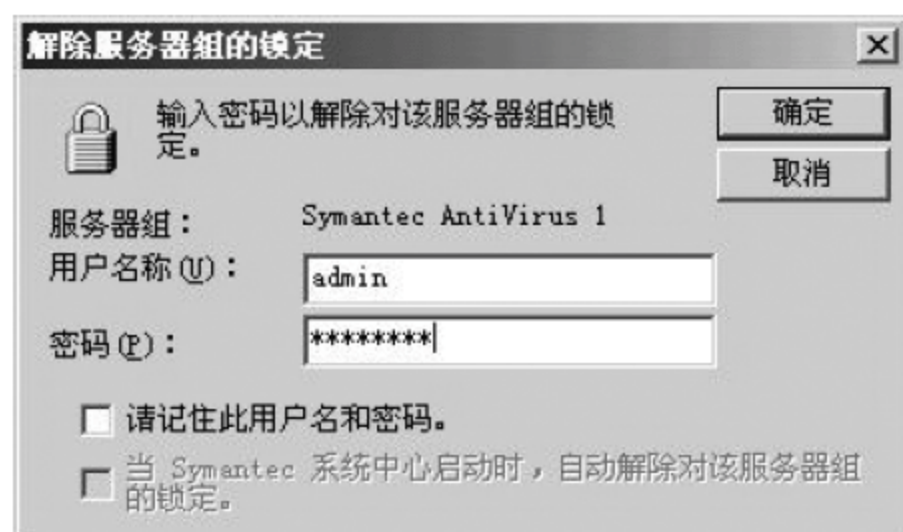 解除服务器组的锁定
输入密码以解除对该服务器组的锁
定。
确定
取消
服务器组：
Symantec AntiVirus 1
用户名称(U)：
admin
密码(P)：
********
请记住此用户名和密码。
当 Symantec 系统中心启动时，自动解除对该服务器组
的锁定。